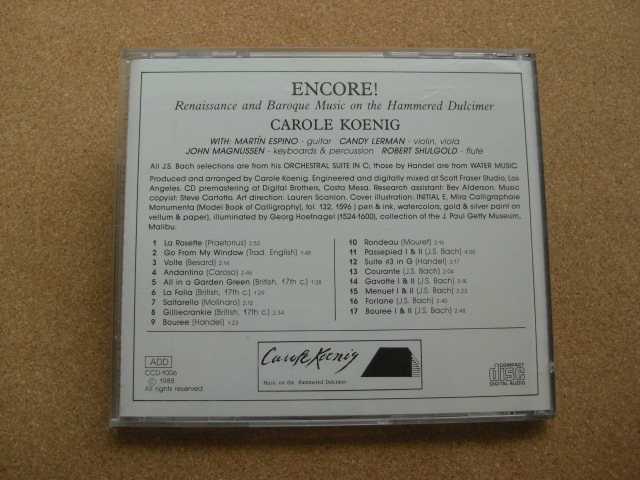 ENCORE!
Renaissance and Baroque Music on the Hammered Dulcimer
CAROLE KOENIG
WITH: MARTÍN ESPINO - guitar CANDY LERMAN - violin, viola
JOHN MAGNUSSEN - keyboards & percussion ROBERT SHULGOLD - flute
All J.S. Bach selections are from his ORCHESTRAL SUITE IN C; those by Handel are from WATER MUSIC.
Produced and arranged by Carole Koenig. Engineered and digitally mixed at Scott Fraser Studio, Los
Angeles. CD premastering at Digital Brothers, Costa Mesa. Research assistant: Bev Alderson. Music
copyist: Steve Cartotto. Art direction: Lauren Scanlon. Cover illustration: INITIAL E, Mira Calligraphiae
Monumenta (Model Book of Calligraphy), fol. 132, 1596 ) pen & ink, watercolors, gold & silver paint on
vellum & paper), illuminated by Georg Hoefnagel (1524-1600), collection of the J. Paul Getty Museum,
Malibu.
1 La Rosette (Praetorius) 2:53
2 Go From My Window (Trad. English) 1:48
3 Volte (Besard) 2:14
4 Andantino (Caroso) 2:46
5 All in a Garden Green (British, 17th c.) 1:38
6 La Folia (British, 17th c.) 1:29
7 Saltarello (Molinaro) 2:12
8 Gilliecrankie (British, 17th c.) 2:34
9 Bouree (Handel) 1:23
10 Rondeau (Mouret) 2:16
11 Passepied I & II (J.S. Bach) 4:05
12 Suite #3 in G (Handel) 3:17
13 Courante (J.S. Bach) 2:04
14 Gavotte I & II (J.S. Bach) 3:41
15 Menuet I & II (J.S. Bach) 3:23
16 Forlane (J.S. Bach) 2:40
17 Bouree I & II (J.S. Bach) 2:48
ADD
CCD-1006
© 1988
All rights reserved
Carole Koenig
Music on the Hammered Dulcimer
COMPACT
disc
DIGITAL AUDIO